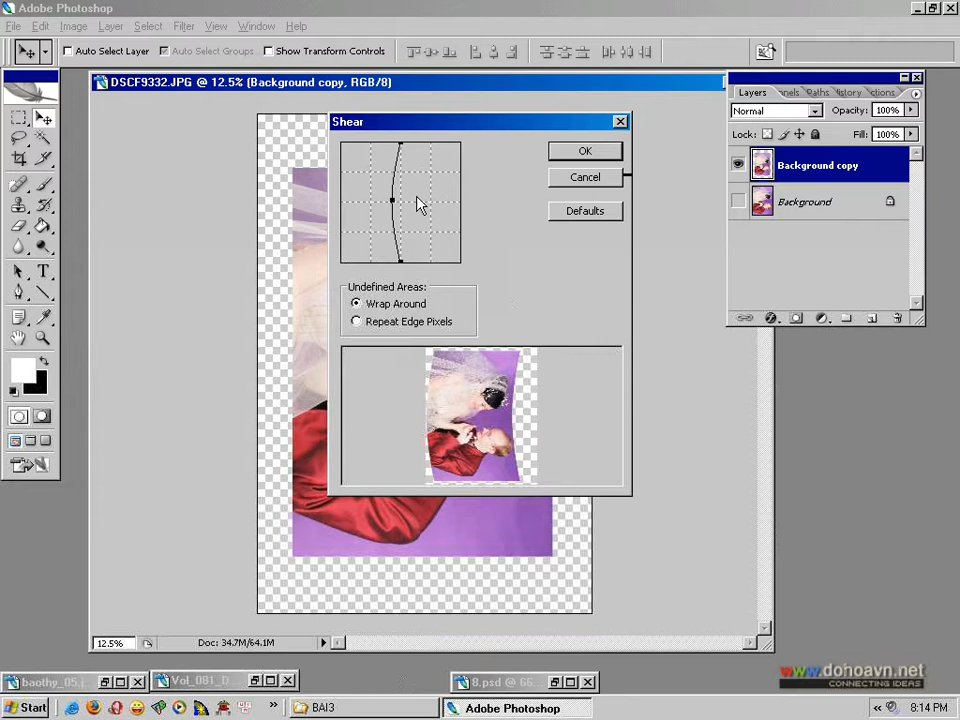 Adobe Photoshop
File Edit Image Layer Select Filter View Window Help
Auto Select Layer Auto Select Groups Show Transform Controls
DSCF9332.JPG @ 12.5% (Background copy, RGB/8)
Layers nnels Paths History ctions
Normal Opacity: 100%
Lock: Fill: 100%
Background copy
Background
Shear
OK
Cancel
Defaults
Undefined Areas:
Wrap Around
Repeat Edge Pixels
T
12.5% Doc: 34.7M/64.1M
www.dohoavn.net
CONNECTING IDEAS
baothy_05.j Vol_081_D 8.psd @ 66
Start » BAI3 Adobe Photoshop « 8:14 PM